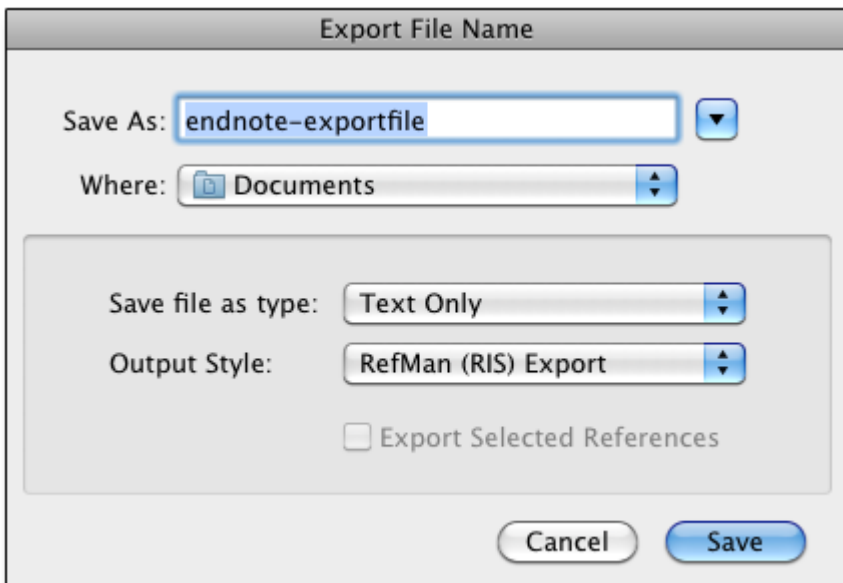 Export File Name
Save As: endnote-exportfile
Where: Documents
Save file as type: Text Only
Output Style: RefMan (RIS) Export
Export Selected References
Cancel Save